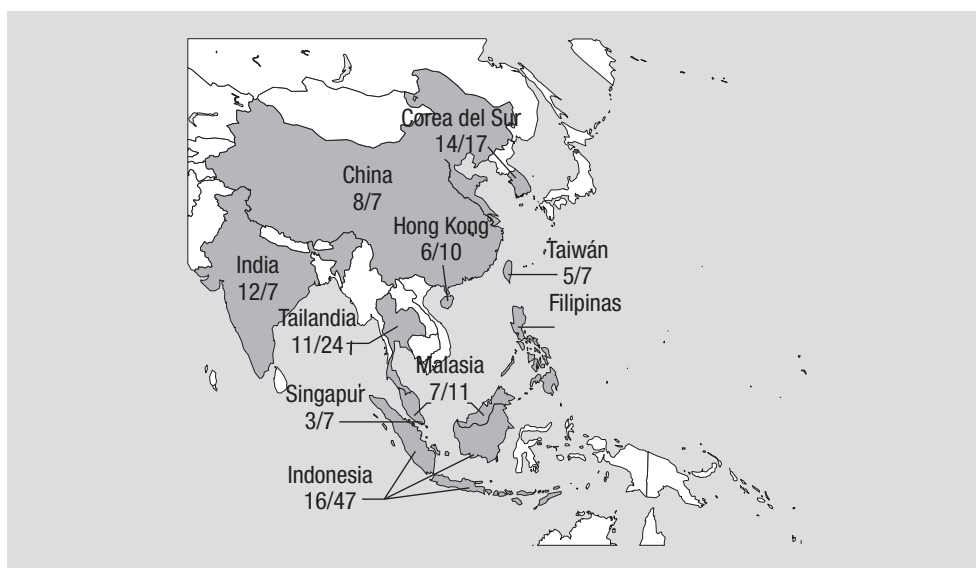 Corea del Sur
14/17
China
8/7
Hong Kong
6/10
Taiwán
5/7
India
12/7
Filipinas
Tailandia
11/24
Malasia
7/11
Singapur
3/7
Indonesia
16/47